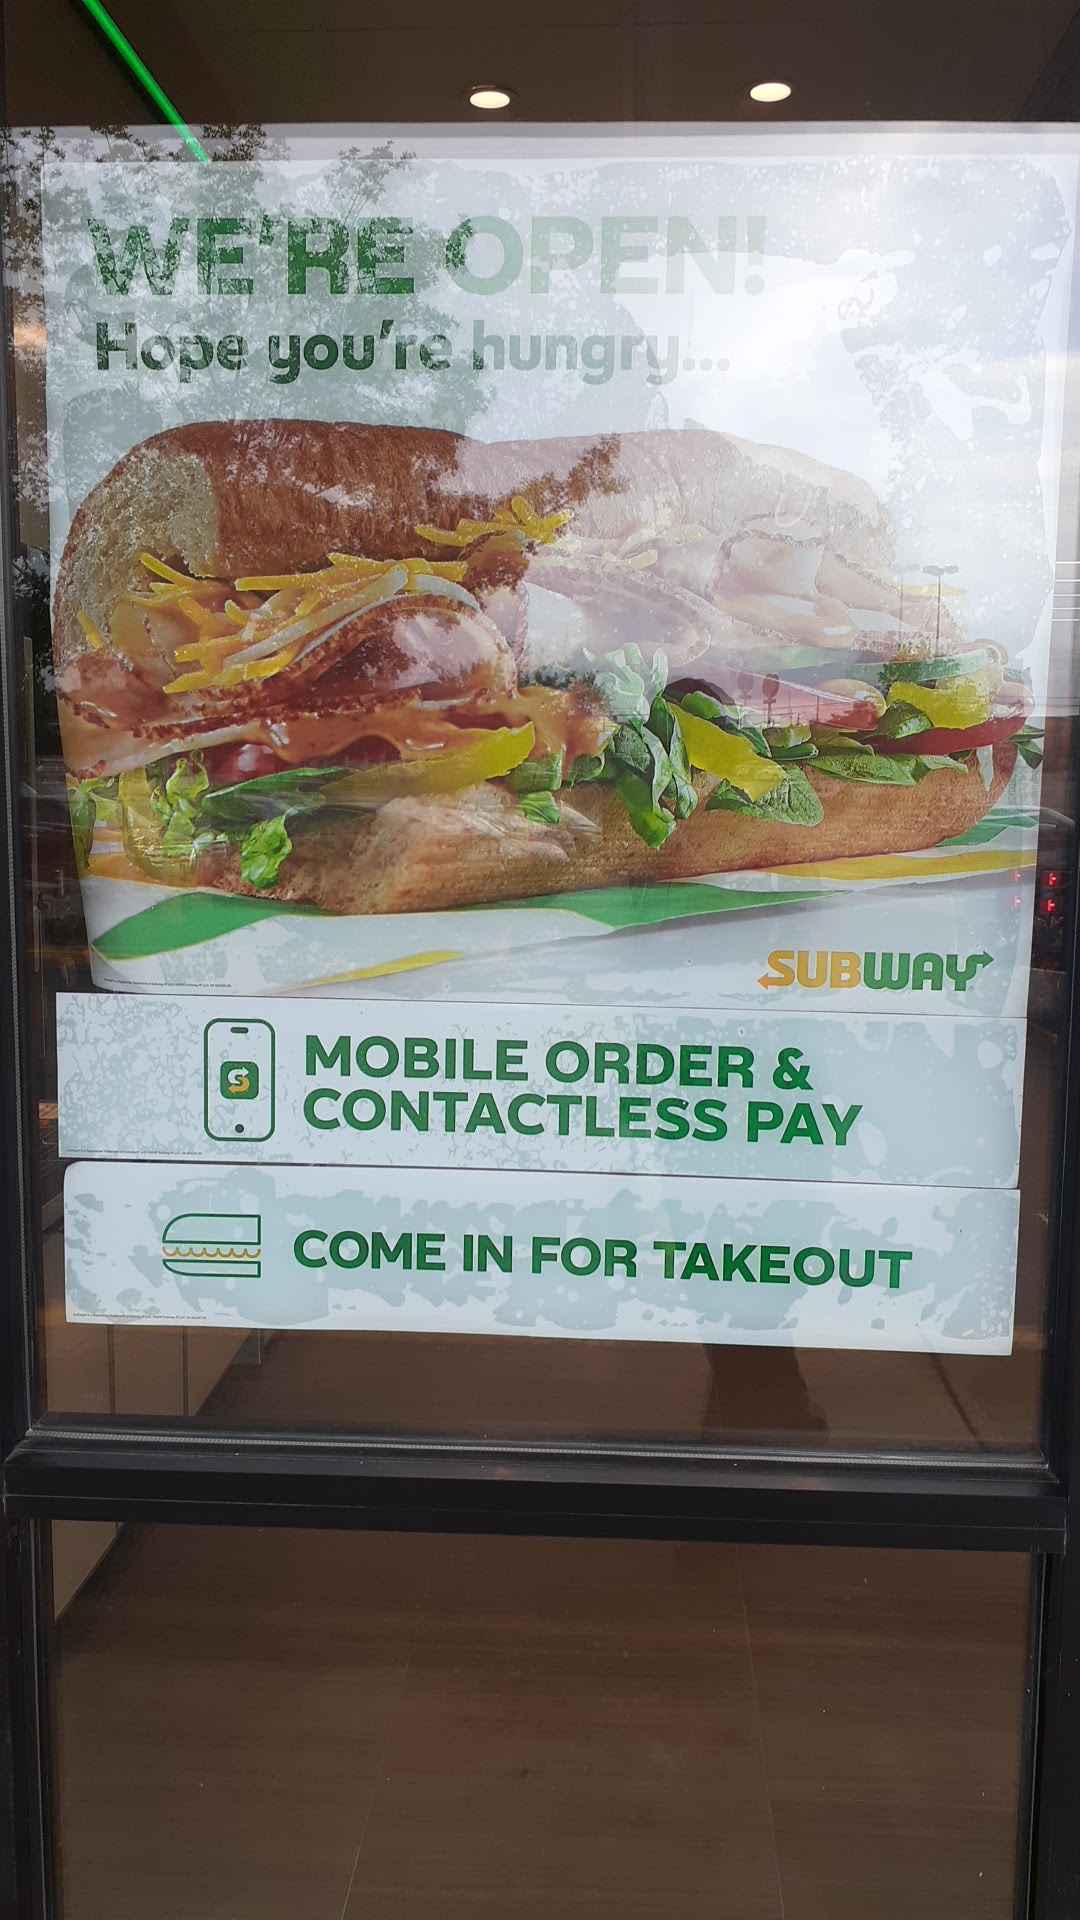 WE'RE OPEN!
Hope you're hungry...
SUBWAY
MOBILE ORDER &
CONTACTLESS PAY
COME IN FOR TAKEOUT